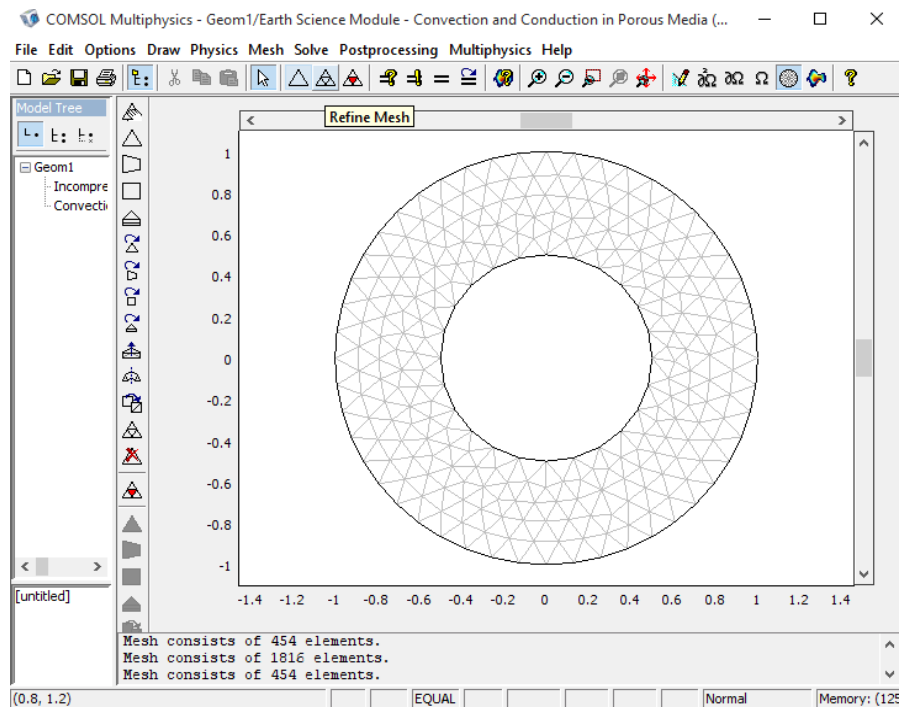 COMSOL Multiphysics - Geom1/Earth Science Module - Convection and Conduction in Porous Media (...
File Edit Options Draw Physics Mesh Solve Postprocessing Multiphysics Help
Model Tree
Refine Mesh
Geom1
Incompre
Convecti
1
0.8
0.6
0.4
0.2
0
-0.2
-0.4
-0.6
-0.8
-1
-1.4 -1.2 -1 -0.8 -0.6 -0.4 -0.2 0 0.2 0.4 0.6 0.8 1 1.2 1.4
[untitled]
Mesh consists of 454 elements.
Mesh consists of 1816 elements.
Mesh consists of 454 elements.
(0.8, 1.2) EQUAL Normal Memory: (125